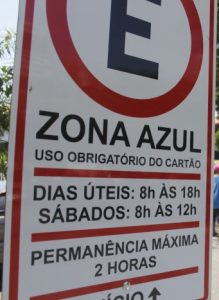 E
ZONA AZUL
USO OBRIGATÓRIO DO CARTÃO
DIAS ÚTEIS: 8h ÀS 18h
SÁBADOS: 8h ÀS 12h
PERMANÊNCIA MÁXIMA
2 HORAS